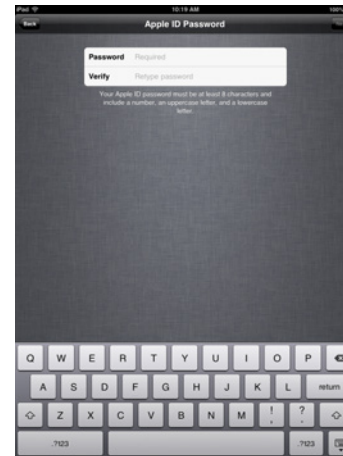 iPad 10:19 AM 100%
Back Apple ID Password
Password Required
Verify Retype password
Your Apple ID password must be at least 8 characters and
include a number, an uppercase letter, and a lowercase
letter.
Q W E R T Y U I O P
A S D F G H J K L return
Z X C V B N M ! , ? .
.?123 .?123